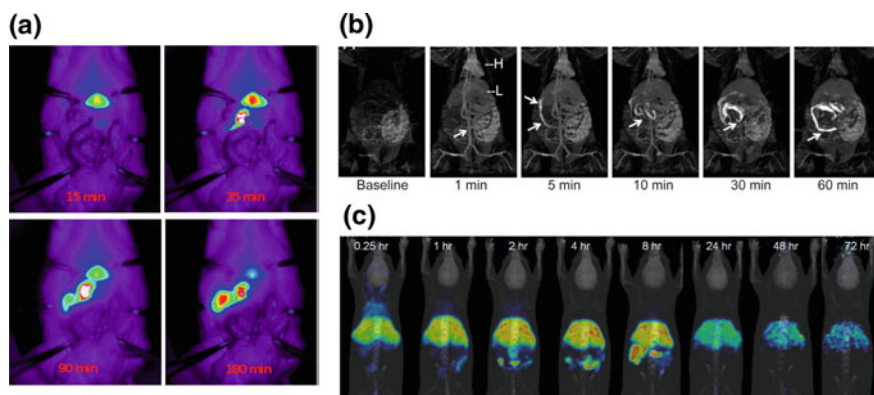 (a)
15 min
35 min
90 min
180 min
(b)
--H
--L
Baseline
1 min
5 min
10 min
30 min
60 min
(c)
0.25 hr
1 hr
2 hr
4 hr
8 hr
24 hr
48 hr
72 hr